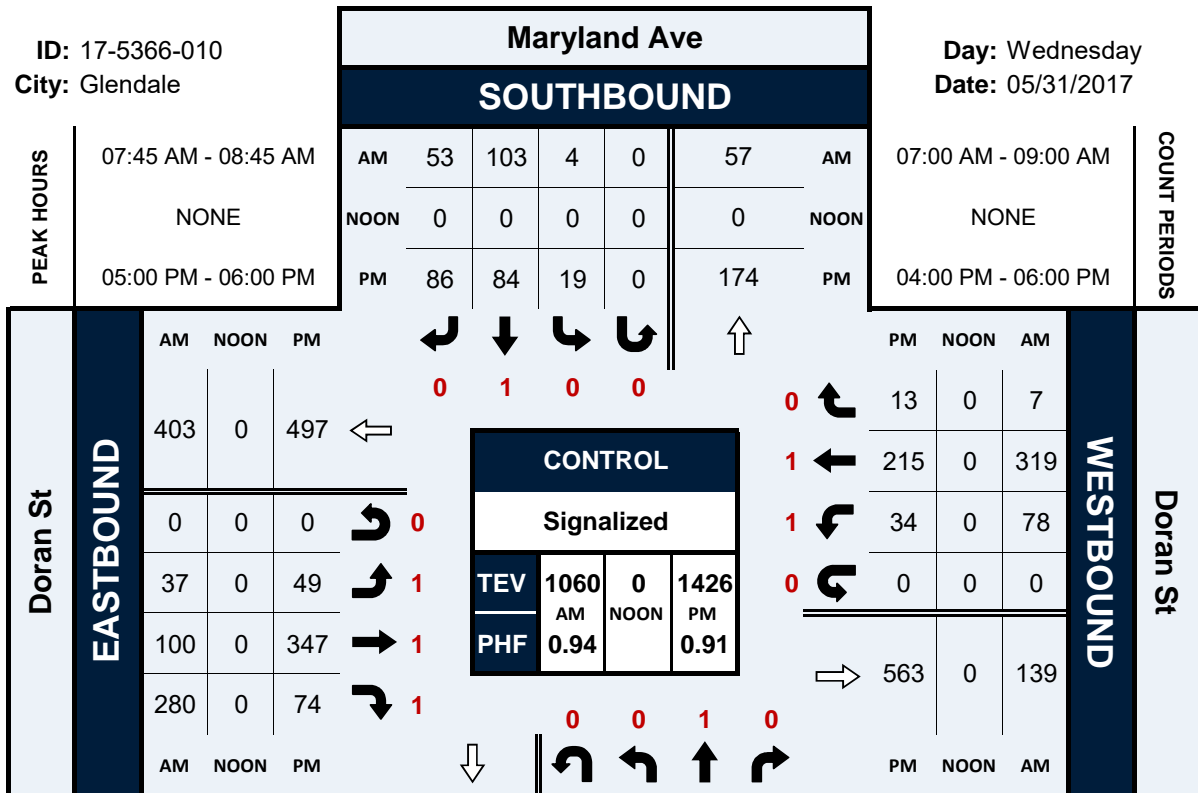 Maryland Ave
ID: 17-5366-010
Day: Wednesday
City: Glendale
Date: 05/31/2017
SOUTHBOUND
PEAK HOURS
07:45 AM - 08:45 AM
AM 53 103 4 0 57 AM
07:00 AM - 09:00 AM
COUNT PERIODS
NONE
NOON 0 0 0 0 0 NOON
NONE
05:00 PM - 06:00 PM
PM 86 84 19 0 174 PM
04:00 PM - 06:00 PM
AM NOON PM
PM NOON AM
0 1 0 0
Doran St
EASTBOUND
403 0 497
0 0 0 0
37 0 49 1
100 0 347 1
280 0 74 1
AM NOON PM
CONTROL
Signalized
TEV 1060 0 1426
AM NOON PM
PHF 0.94 0.91
0 13 0 7
1 215 0 319
1 34 0 78
0 0 0 0
563 0 139
WESTBOUND
Doran St
0 0 1 0
PM NOON AM